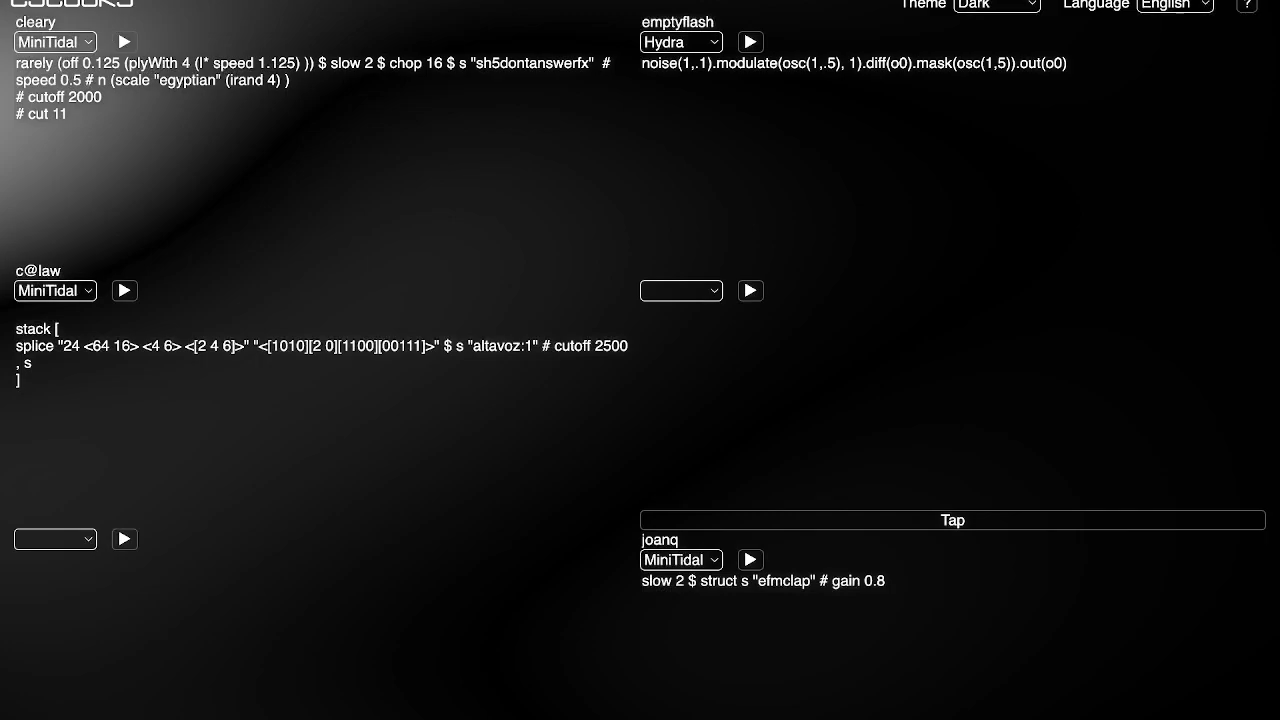 Theme Dark Language English ?
cleary
MiniTidal
rarely (off 0.125 (plyWith 4 (|* speed 1.125) )) $ slow 2 $ chop 16 $ s "sh5dontanswerfx" #
speed 0.5 # n (scale "egyptian" (irand 4) )
# cutoff 2000
# cut 11
emptyflash
Hydra
noise(1,.1).modulate(osc(1,.5), 1).diff(o0).mask(osc(1,5)).out(o0)
c@law
MiniTidal
stack [
splice "24 <64 16> <4 6> <[2 4 6]>" "<[1010][2 0][1100][00111]>" $ s "altavoz:1" # cutoff 2500
, s
]
Tap
joanq
MiniTidal
slow 2 $ struct s "efmclap" # gain 0.8